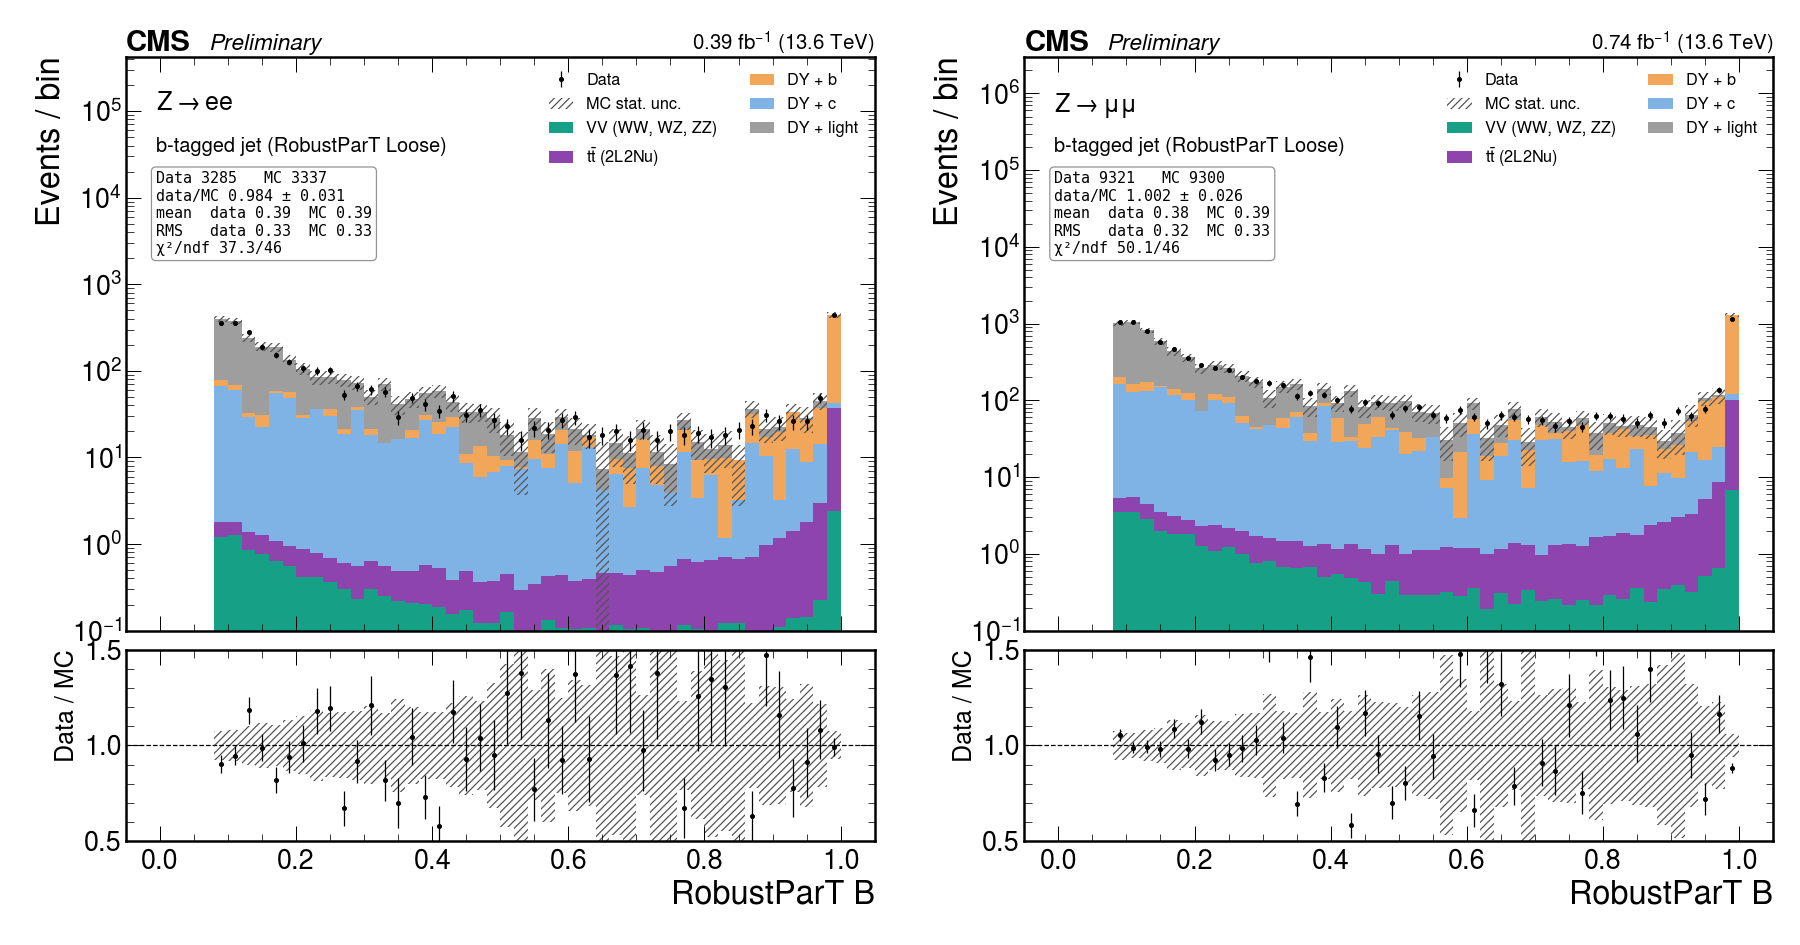 CMS Preliminary 0.39 fb⁻¹ (13.6 TeV)
Events / bin
Z → ee
b-tagged jet (RobustParT Loose)
Data 3285 MC 3337
data/MC 0.984 ± 0.031
mean data 0.39 MC 0.39
RMS data 0.33 MC 0.33
χ²/ndf 37.3/46
Data
MC stat. unc.
VV (WW, WZ, ZZ)
tt̄ (2L2Nu)
DY + b
DY + c
DY + light
10⁵
10⁴
10³
10²
10¹
10⁰
10⁻¹
Data / MC
1.5
1.0
0.5
0.0 0.2 0.4 0.6 0.8 1.0
RobustParT B
CMS Preliminary 0.74 fb⁻¹ (13.6 TeV)
Events / bin
Z → μμ
b-tagged jet (RobustParT Loose)
Data 9321 MC 9300
data/MC 1.002 ± 0.026
mean data 0.38 MC 0.39
RMS data 0.32 MC 0.33
χ²/ndf 50.1/46
Data
MC stat. unc.
VV (WW, WZ, ZZ)
tt̄ (2L2Nu)
DY + b
DY + c
DY + light
10⁶
10⁵
10⁴
10³
10²
10¹
10⁰
10⁻¹
Data / MC
1.5
1.0
0.5
0.0 0.2 0.4 0.6 0.8 1.0
RobustParT B